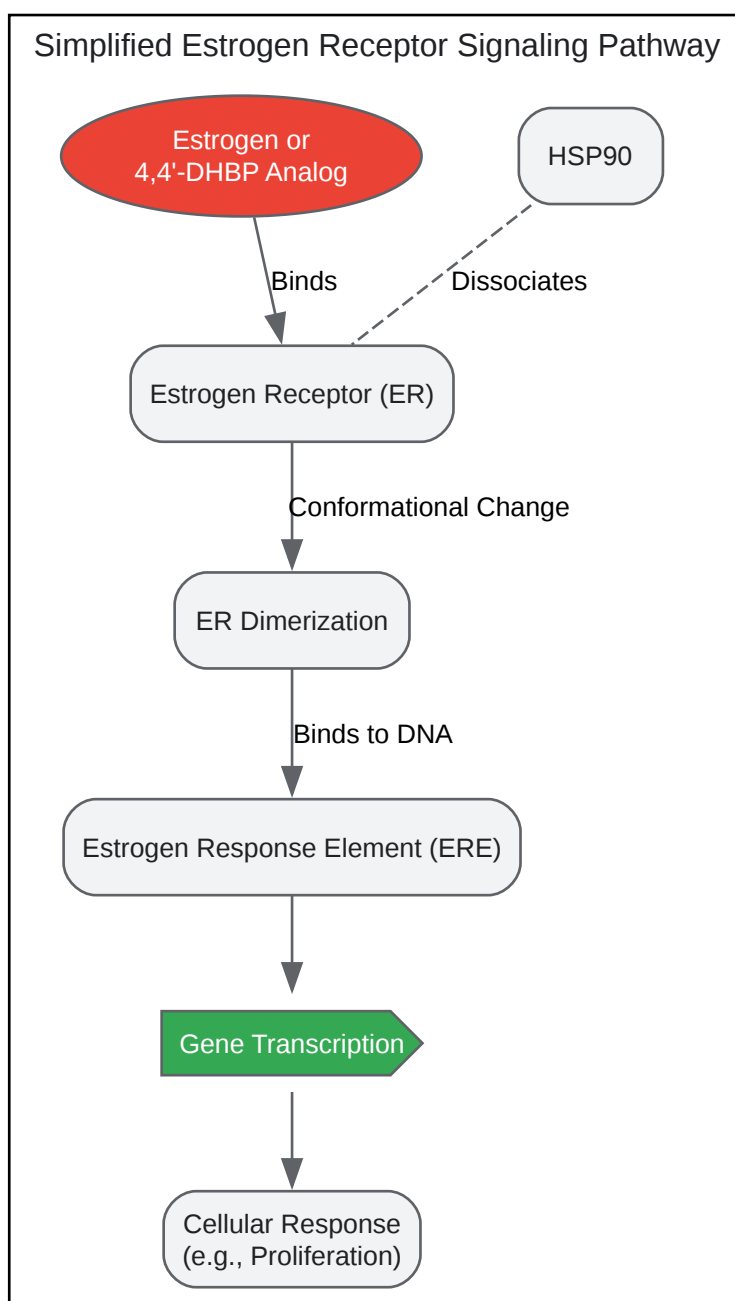 Simplified Estrogen Receptor Signaling Pathway
Estrogen or
4,4'-DHBP Analog
HSP90
Binds
Dissociates
Estrogen Receptor (ER)
Conformational Change
ER Dimerization
Binds to DNA
Estrogen Response Element (ERE)
Gene Transcription
Cellular Response
(e.g., Proliferation)